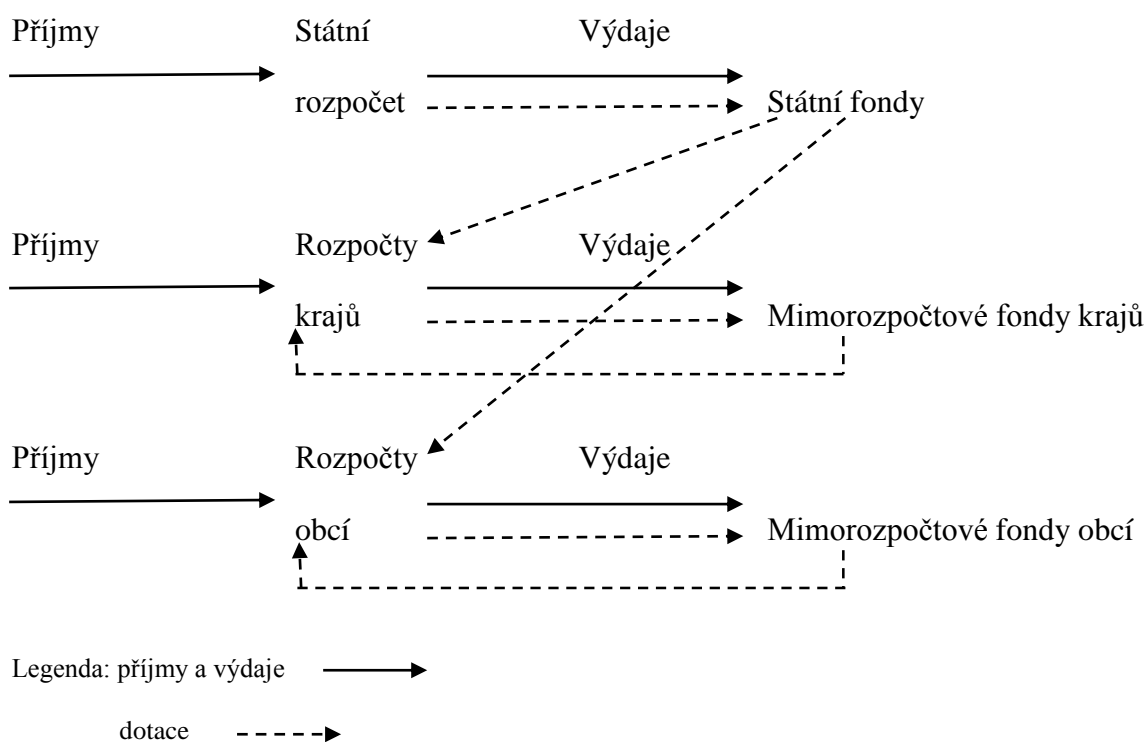 Příjmy Státní Výdaje
rozpočet Státní fondy
Příjmy Rozpočty Výdaje
krajů Mimorozpočtové fondy krajů
Příjmy Rozpočty Výdaje
obcí Mimorozpočtové fondy obcí
Legenda: příjmy a výdaje
dotace